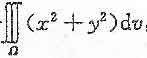 ∭_Ω (x² + y²)dv,